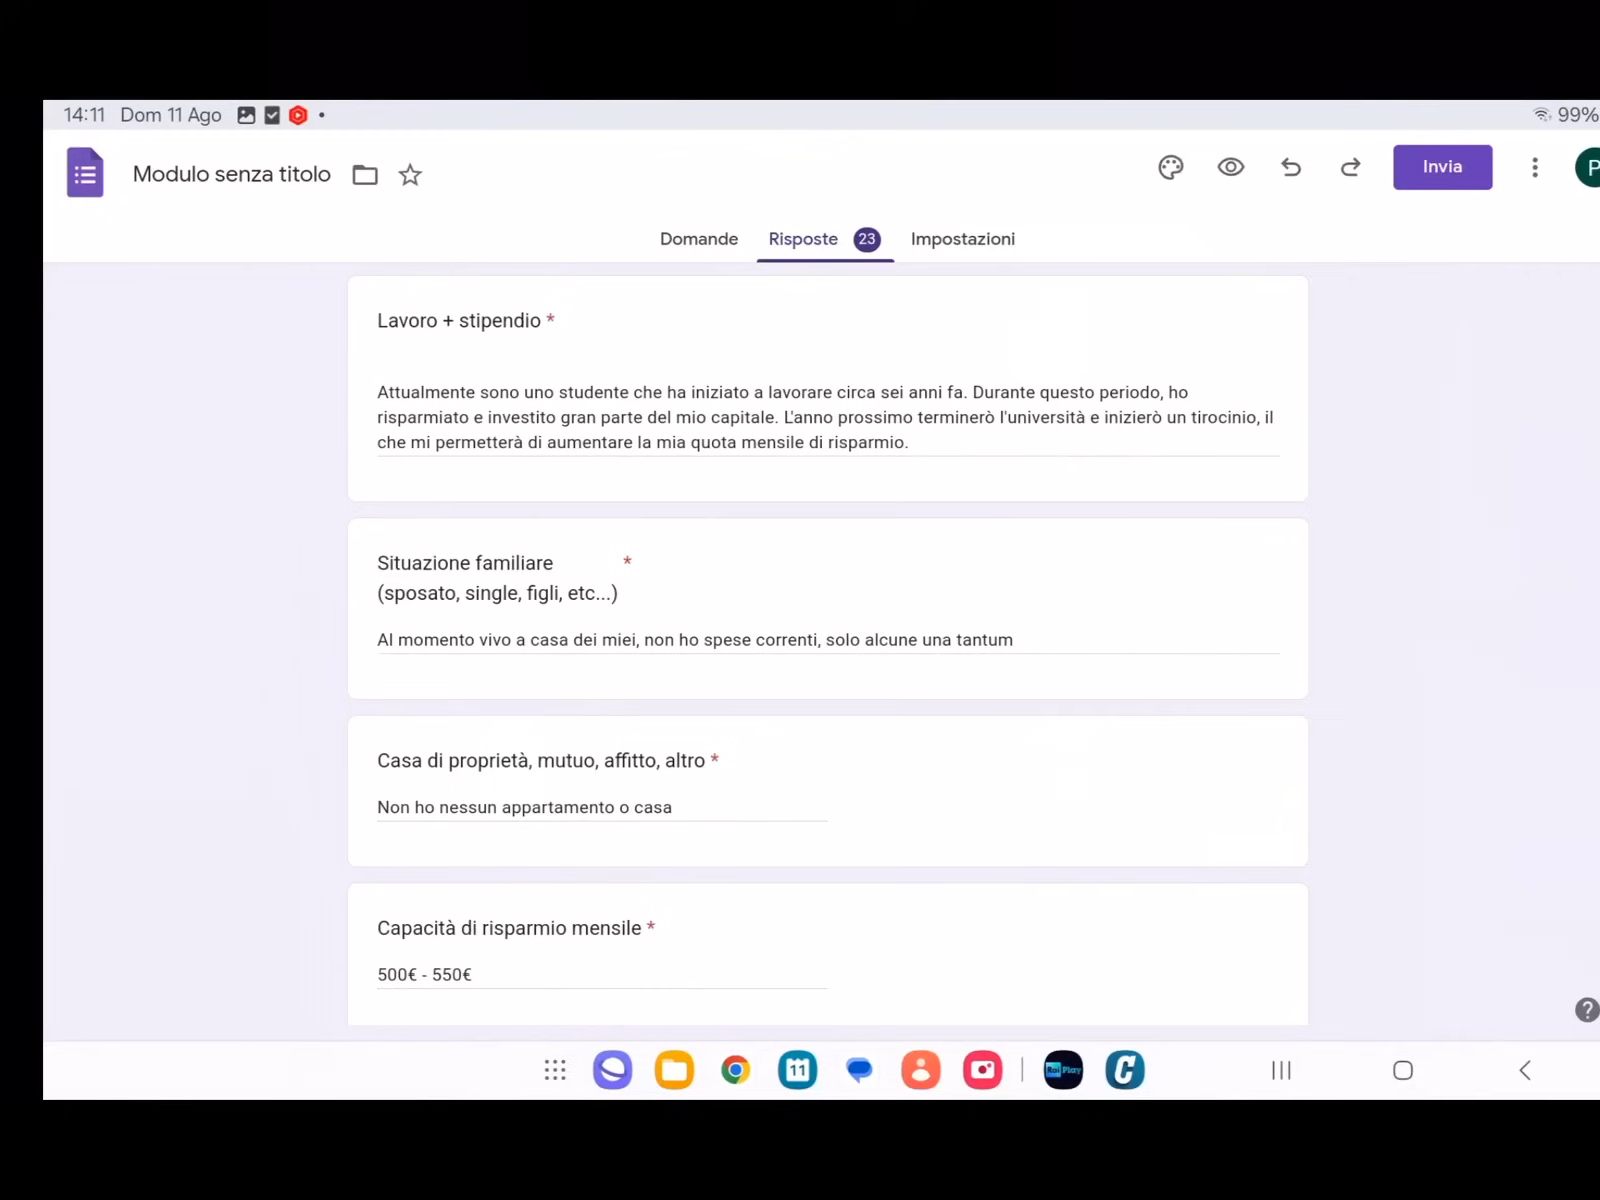 14:11 Dom 11 Ago
99%
Modulo senza titolo
Invia
P
Domande Risposte 23 Impostazioni
Lavoro + stipendio *
Attualmente sono uno studente che ha iniziato a lavorare circa sei anni fa. Durante questo periodo, ho
risparmiato e investito gran parte del mio capitale. L'anno prossimo terminerò l'università e inizierò un tirocinio, il
che mi permetterà di aumentare la mia quota mensile di risparmio.
Situazione familiare *
(sposato, single, figli, etc...)
Al momento vivo a casa dei miei, non ho spese correnti, solo alcune una tantum
Casa di proprietà, mutuo, affitto, altro *
Non ho nessun appartamento o casa
Capacità di risparmio mensile *
500€ - 550€
?
11
Rai Play
C